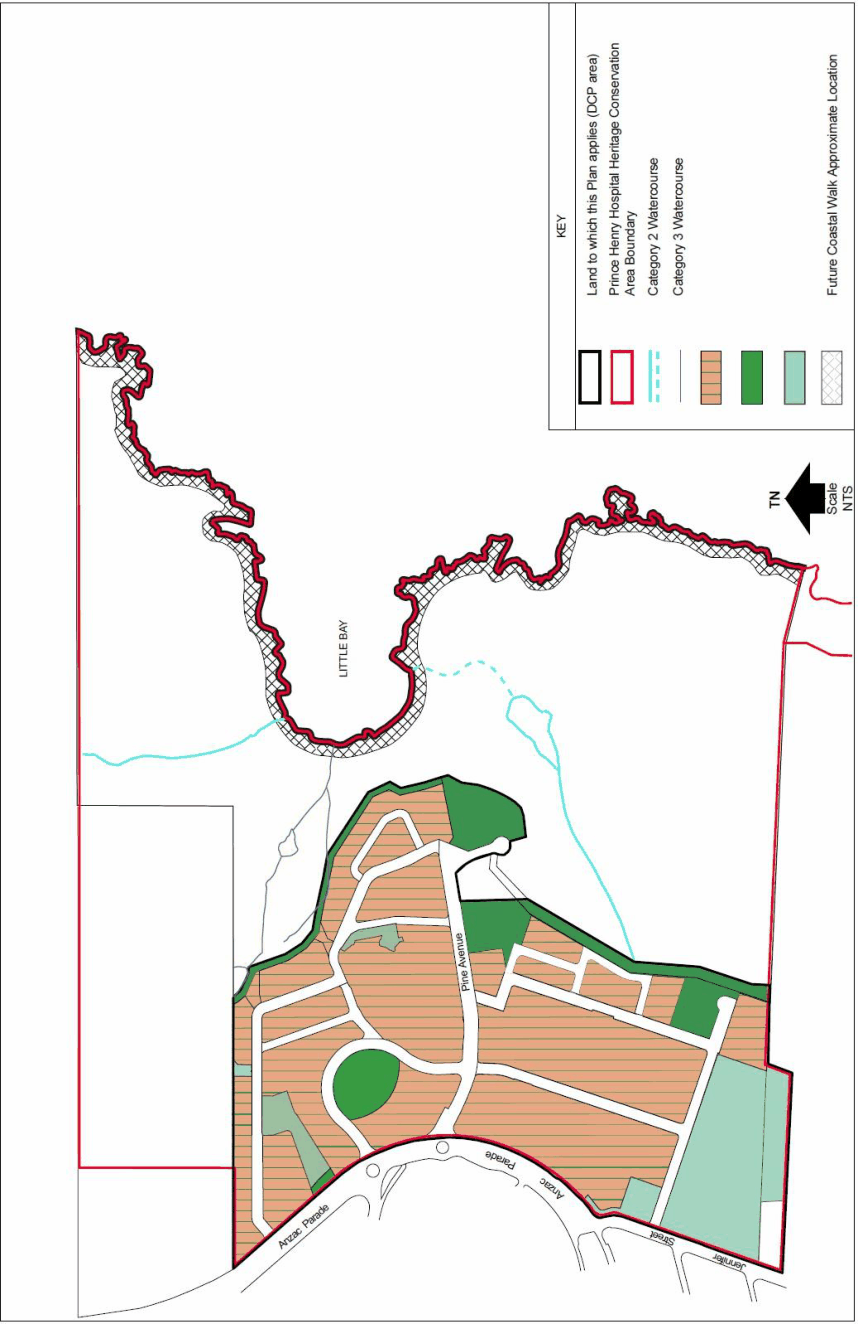 KEY
Land to which this Plan applies (DCP area)
Prince Henry Hospital Heritage Conservation
Area Boundary
Category 2 Watercourse
Category 3 Watercourse
Future Coastal Walk Approximate Location
TN
Scale
NTS
LITTLE BAY
Pine Avenue
Anzac Parade
Anzac
Parade
Jennifer
Street